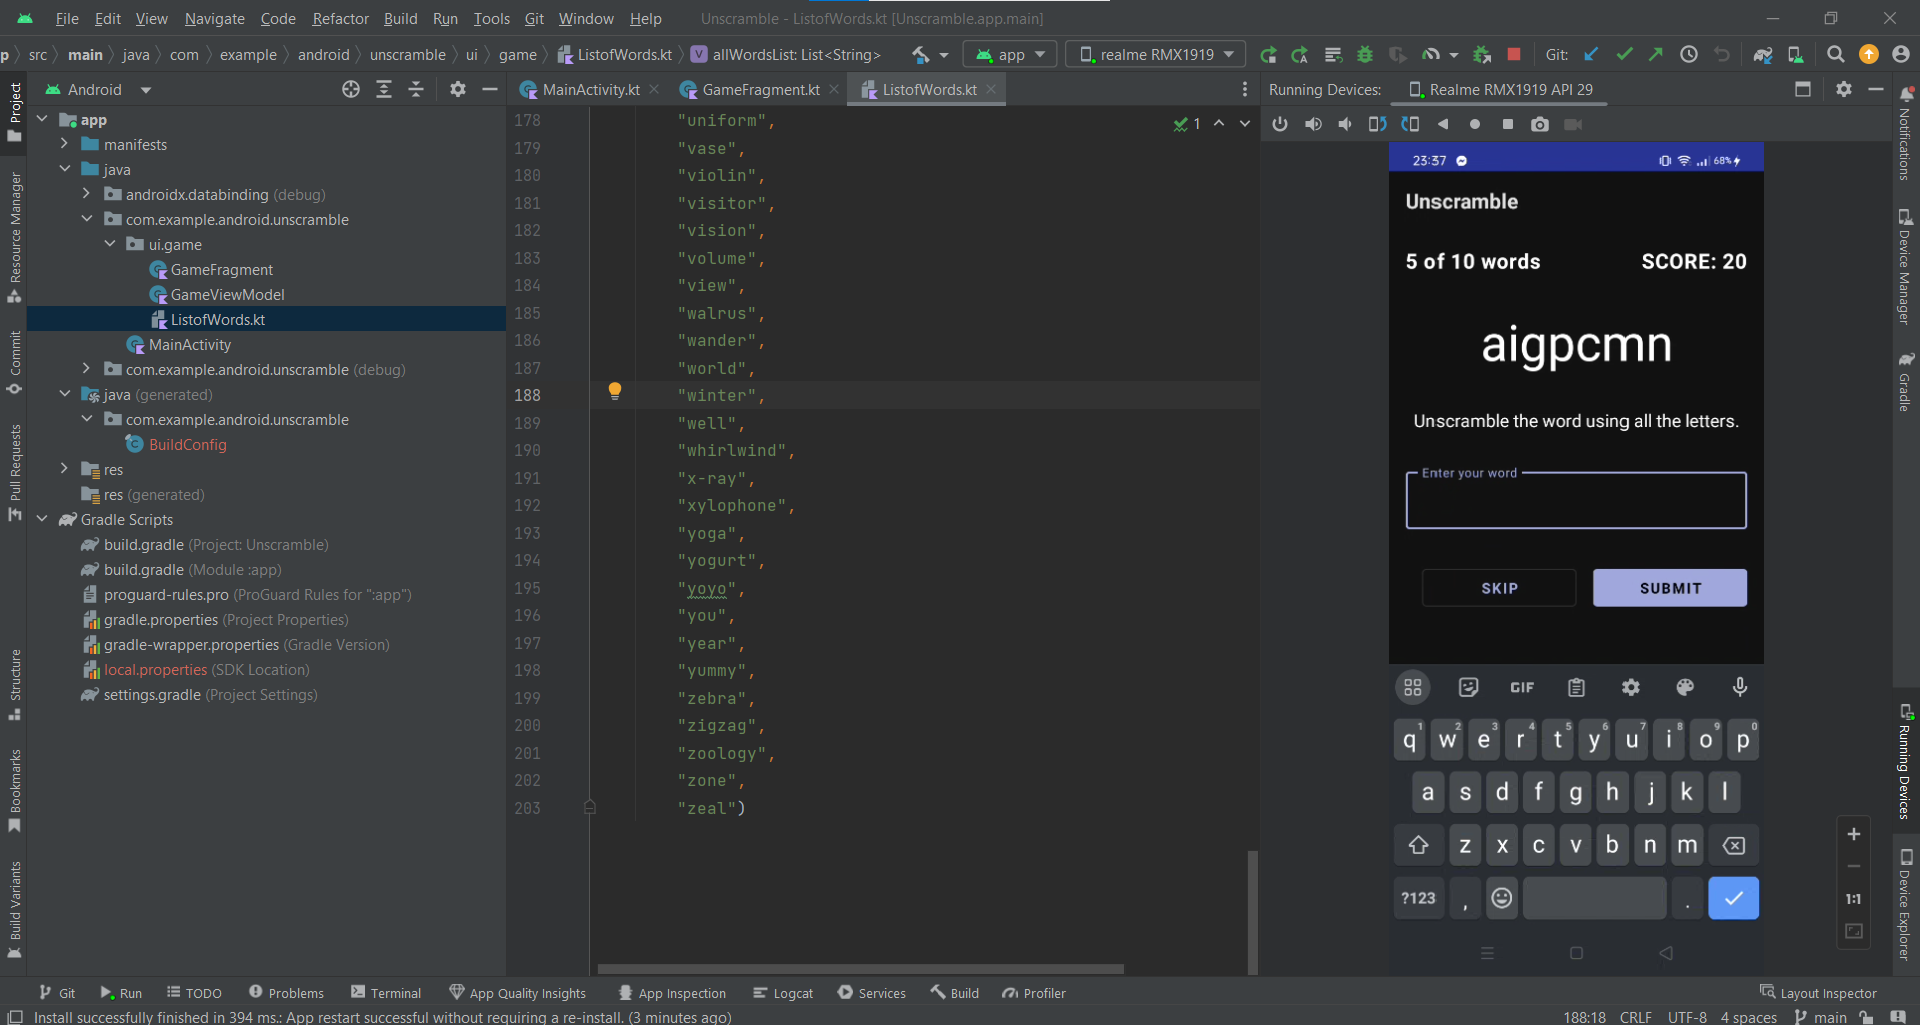 File Edit View Navigate Code Refactor Build Run Tools Git Window Help Unscramble - ListofWords.kt [Unscramble.app.main]
p src main java com example android unscramble ui game ListofWords.kt allWordsList: List<String> app realme RMX1919 Git:
Android
MainActivity.kt GameFragment.kt ListofWords.kt
Running Devices: Realme RMX1919 API 29
Project
Resource Manager
Commit
Pull Requests
Structure
Bookmarks
Build Variants
app
manifests
java
androidx.databinding (debug)
com.example.android.unscramble
ui.game
GameFragment
GameViewModel
ListofWords.kt
MainActivity
com.example.android.unscramble (debug)
java (generated)
com.example.android.unscramble
BuildConfig
res
res (generated)
Gradle Scripts
build.gradle (Project: Unscramble)
build.gradle (Module :app)
proguard-rules.pro (ProGuard Rules for ":app")
gradle.properties (Project Properties)
gradle-wrapper.properties (Gradle Version)
local.properties (SDK Location)
settings.gradle (Project Settings)
1
178 "uniform",
179 "vase",
180 "violin",
181 "visitor",
182 "vision",
183 "volume",
184 "view",
185 "walrus",
186 "wander",
187 "world",
188 "winter",
189 "well",
190 "whirlwind",
191 "x-ray",
192 "xylophone",
193 "yoga",
194 "yogurt",
195 "yoyo",
196 "you",
197 "year",
198 "yummy",
199 "zebra",
200 "zigzag",
201 "zoology",
202 "zone",
203 "zeal")
23:37 68%
Unscramble
5 of 10 words SCORE: 20
aigpcmn
Unscramble the word using all the letters.
Enter your word
SKIP SUBMIT
GIF
q1 w2 e3 r4 t5 y6 u7 i8 o9 p0
a s d f g h j k l
z x c v b n m
?123 , .
1:1
Notifications
Device Manager
Gradle
Running Devices
Device Explorer
Git Run TODO Problems Terminal App Quality Insights App Inspection Logcat Services Build Profiler Layout Inspector
Install successfully finished in 394 ms.: App restart successful without requiring a re-install. (3 minutes ago) 188:18 CRLF UTF-8 4 spaces main